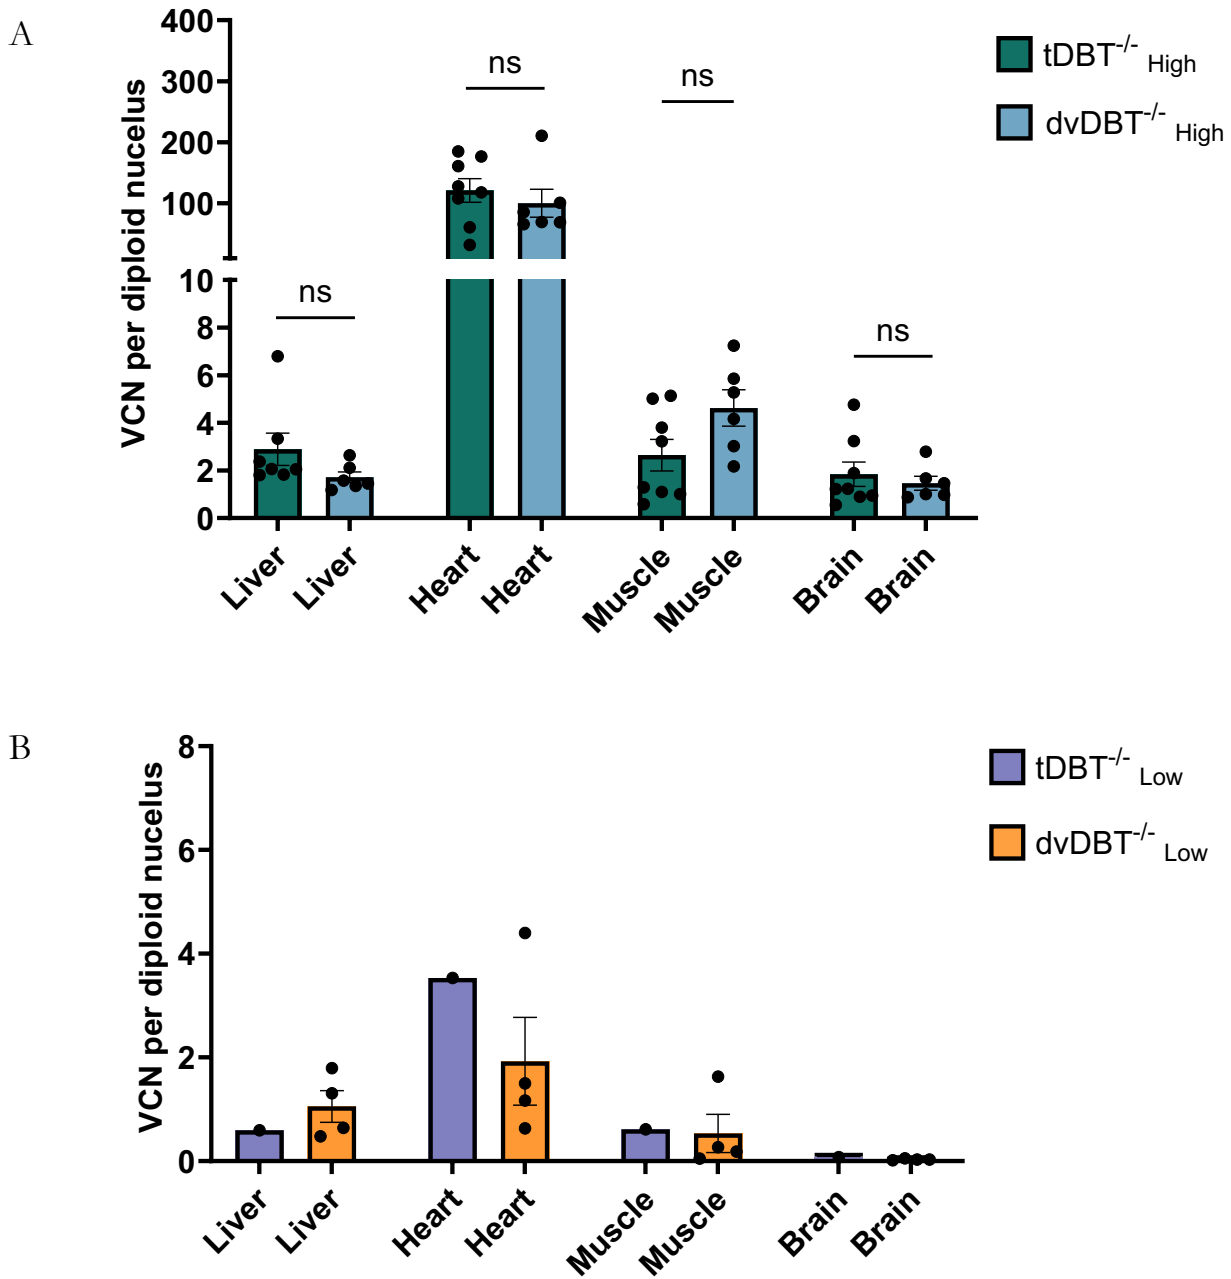 A
VCN per diploid nucelus
400
300
200
100
10
8
6
4
2
0
ns
ns
ns
ns
Liver
Liver
Heart
Heart
Muscle
Muscle
Brain
Brain
tDBT-/- High
dvDBT-/- High
B
VCN per diploid nucelus
8
6
4
2
0
Liver
Liver
Heart
Heart
Muscle
Muscle
Brain
Brain
tDBT-/- Low
dvDBT-/- Low